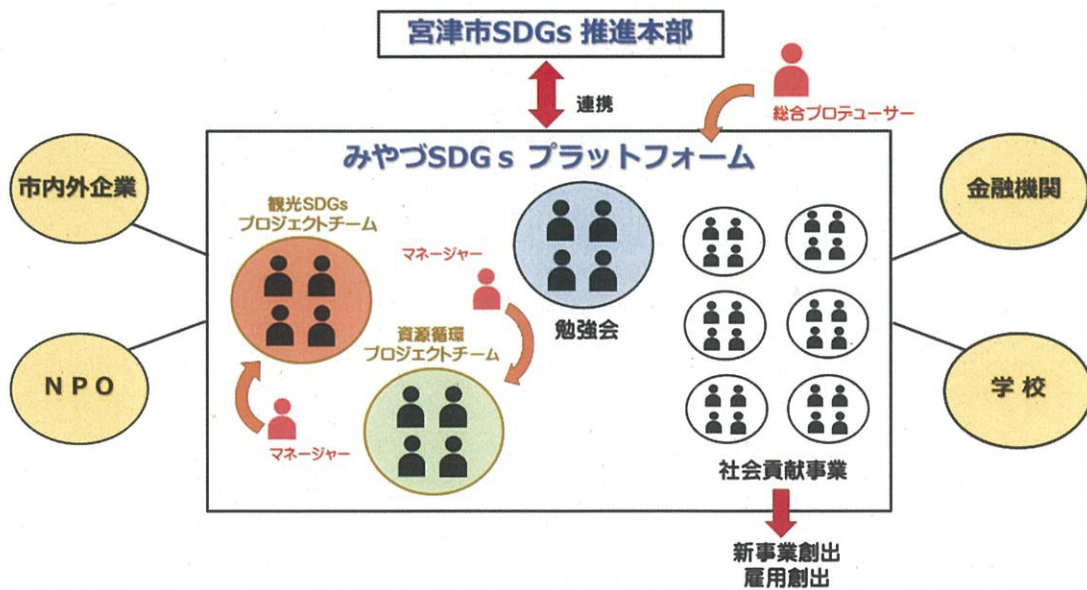 宮津市SDGs 推進本部
連携
総合プロデューサー
みやづSDGs プラットフォーム
市内外企業
金融機関
観光SDGs
プロジェクトチーム
マネージャー
勉強会
資源循環
プロジェクトチーム
NPO
学校
マネージャー
社会貢献事業
新事業創出
雇用創出